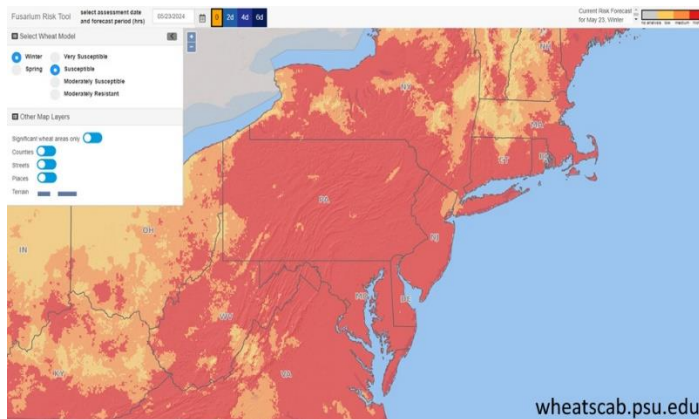 Fusarium Risk Tool
select assessment date
and forecast period (hrs)
05/23/2024
0 2d 4d 6d
Current Risk Forecast
for May 23, Winter
low medium
Select Wheat Model
Winter
Spring
Very Susceptible
Susceptible
Moderately Susceptible
Moderately Resistant
Other Map Layers
Significant wheat areas only
Counties
Streets
Places
Terrain
NY
MA
PA
NJ
OH
IN
WV
DE
KY
VA
wheatscab.psu.edu